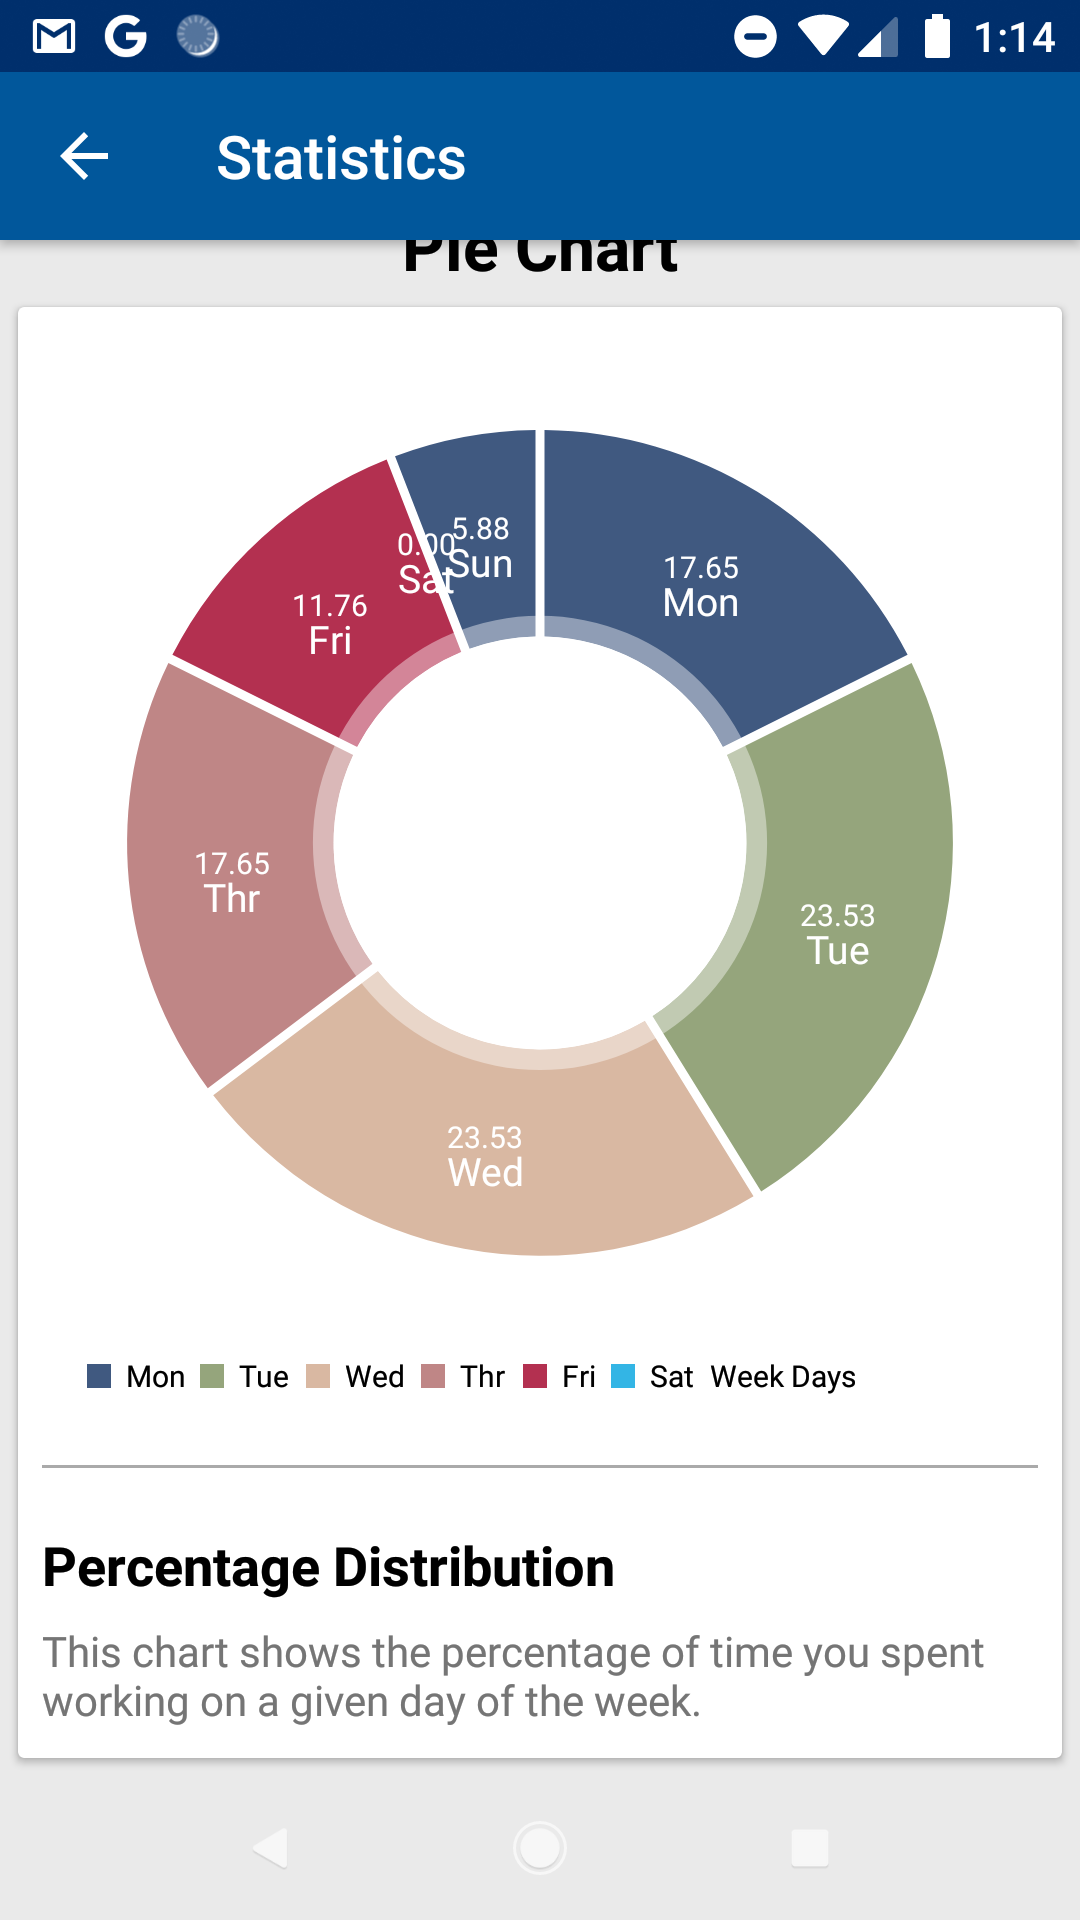 1:14
Statistics
Pie Chart
5.88
Sun
0.00
Sat
17.65
Mon
11.76
Fri
17.65
Thr
23.53
Tue
23.53
Wed
Mon Tue Wed Thr Fri Sat Week Days
Percentage Distribution
This chart shows the percentage of time you spent
working on a given day of the week.